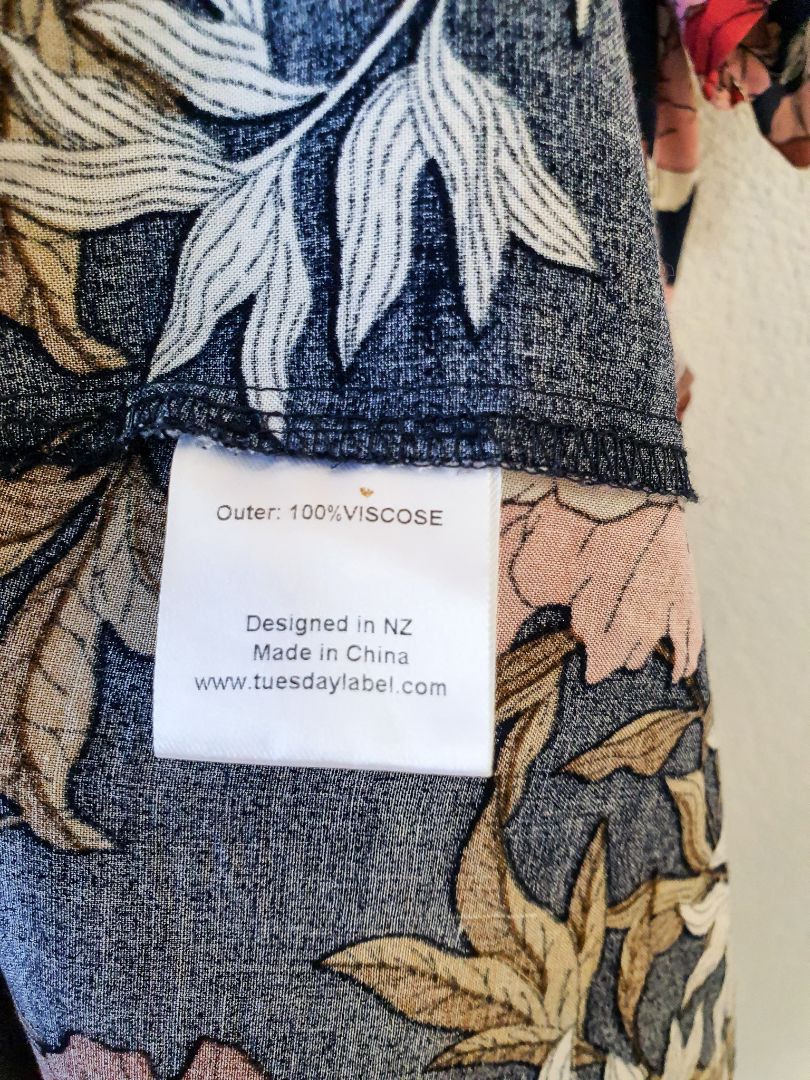 Outer: 100%VISCOSE
Designed in NZ
Made in China
www.tuesdaylabel.com